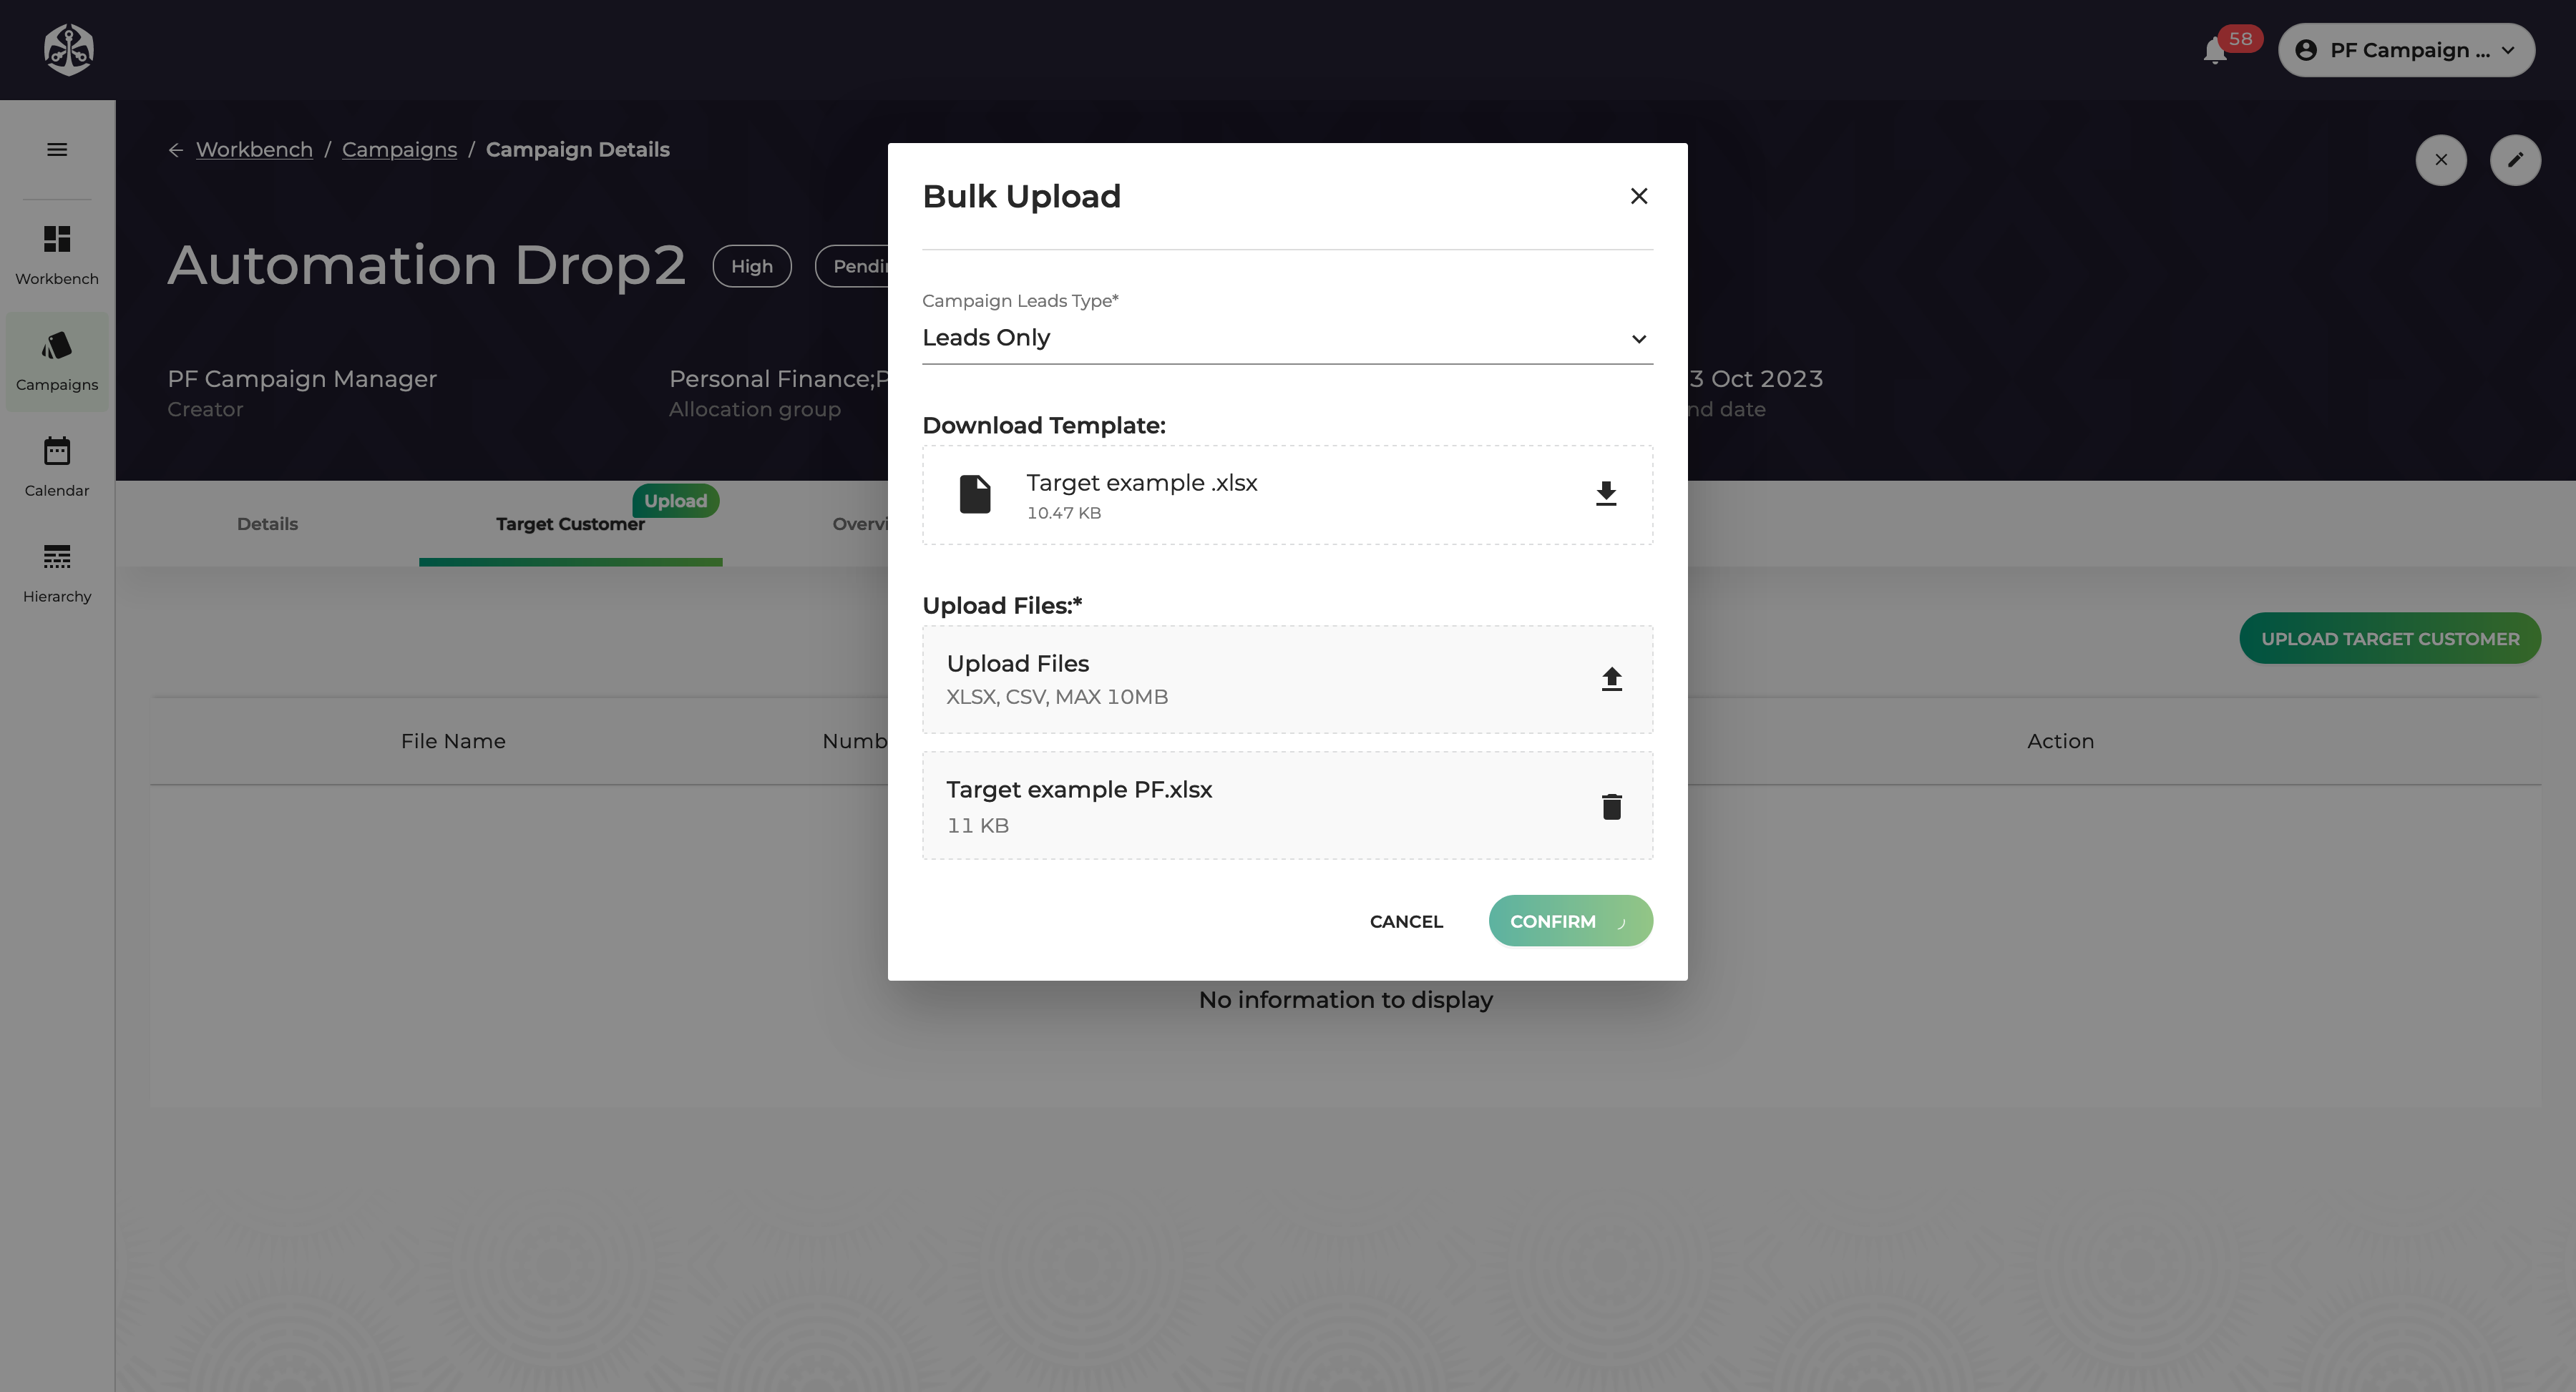 58
PF Campaign ...
Workbench / Campaigns / Campaign Details
Workbench
Campaigns
Calendar
Hierarchy
Automation Drop2
High
PF Campaign Manager
Creator
Personal Finance;P
Allocation group
3 Oct 2023
nd date
Details
Target Customer
Upload
UPLOAD TARGET CUSTOMER
File Name
Action
No information to display
Bulk Upload
Campaign Leads Type*
Leads Only
Download Template:
Target example .xlsx
10.47 KB
Upload Files:*
Upload Files
XLSX, CSV, MAX 10MB
Target example PF.xlsx
11 KB
CANCEL
CONFIRM